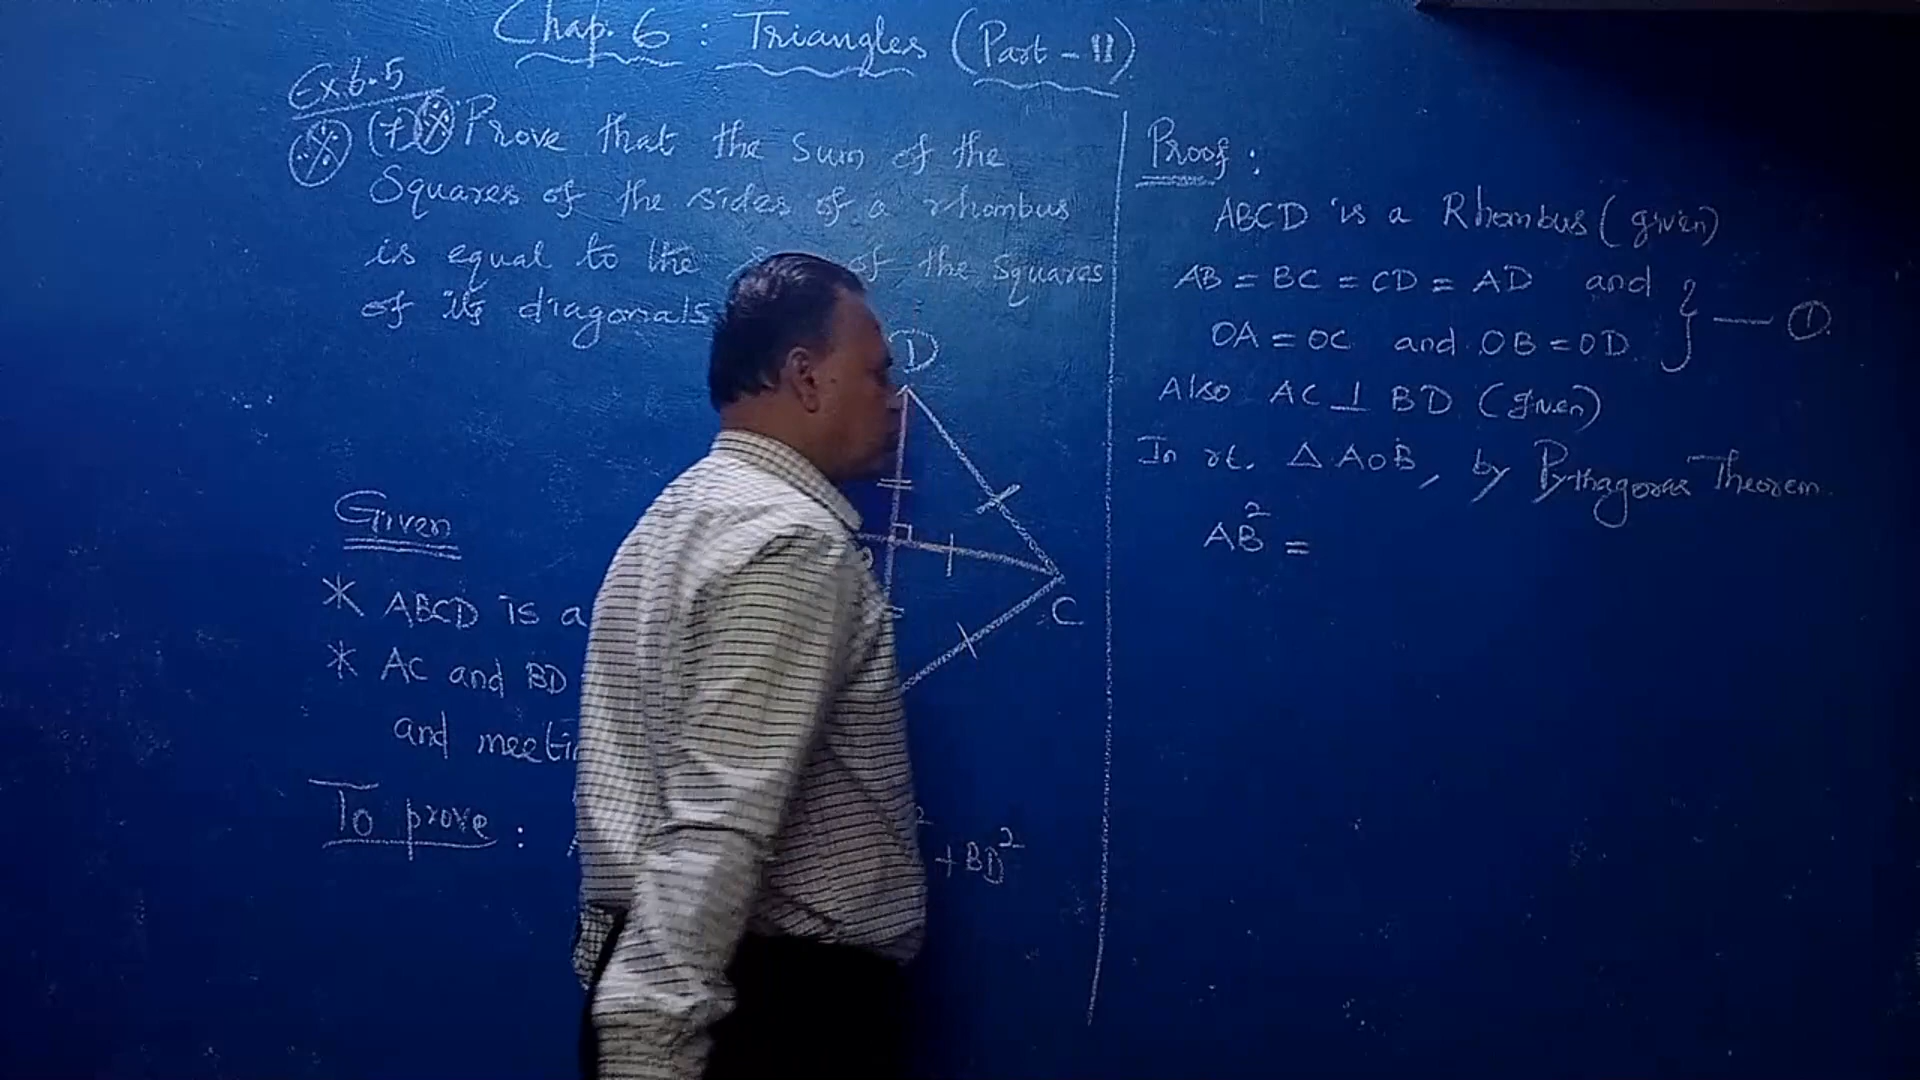 Chap. 6 : Triangles (Part - II)
Ex 6.5
(7) Prove that the sum of the
Squares of the sides of a rhombus
is equal to the of the squares
of its diagonals
D
C
Given
* ABCD is a
* AC and BD
and
To prove :
2 + BD²
Proof :
ABCD is a Rhombus (given)
AB = BC = CD = AD and
OA = OC and OB = OD. } — ①
Also AC ⊥ BD (given)
In rt. △ AOB, by Pythagoras Theorem.
AB² =